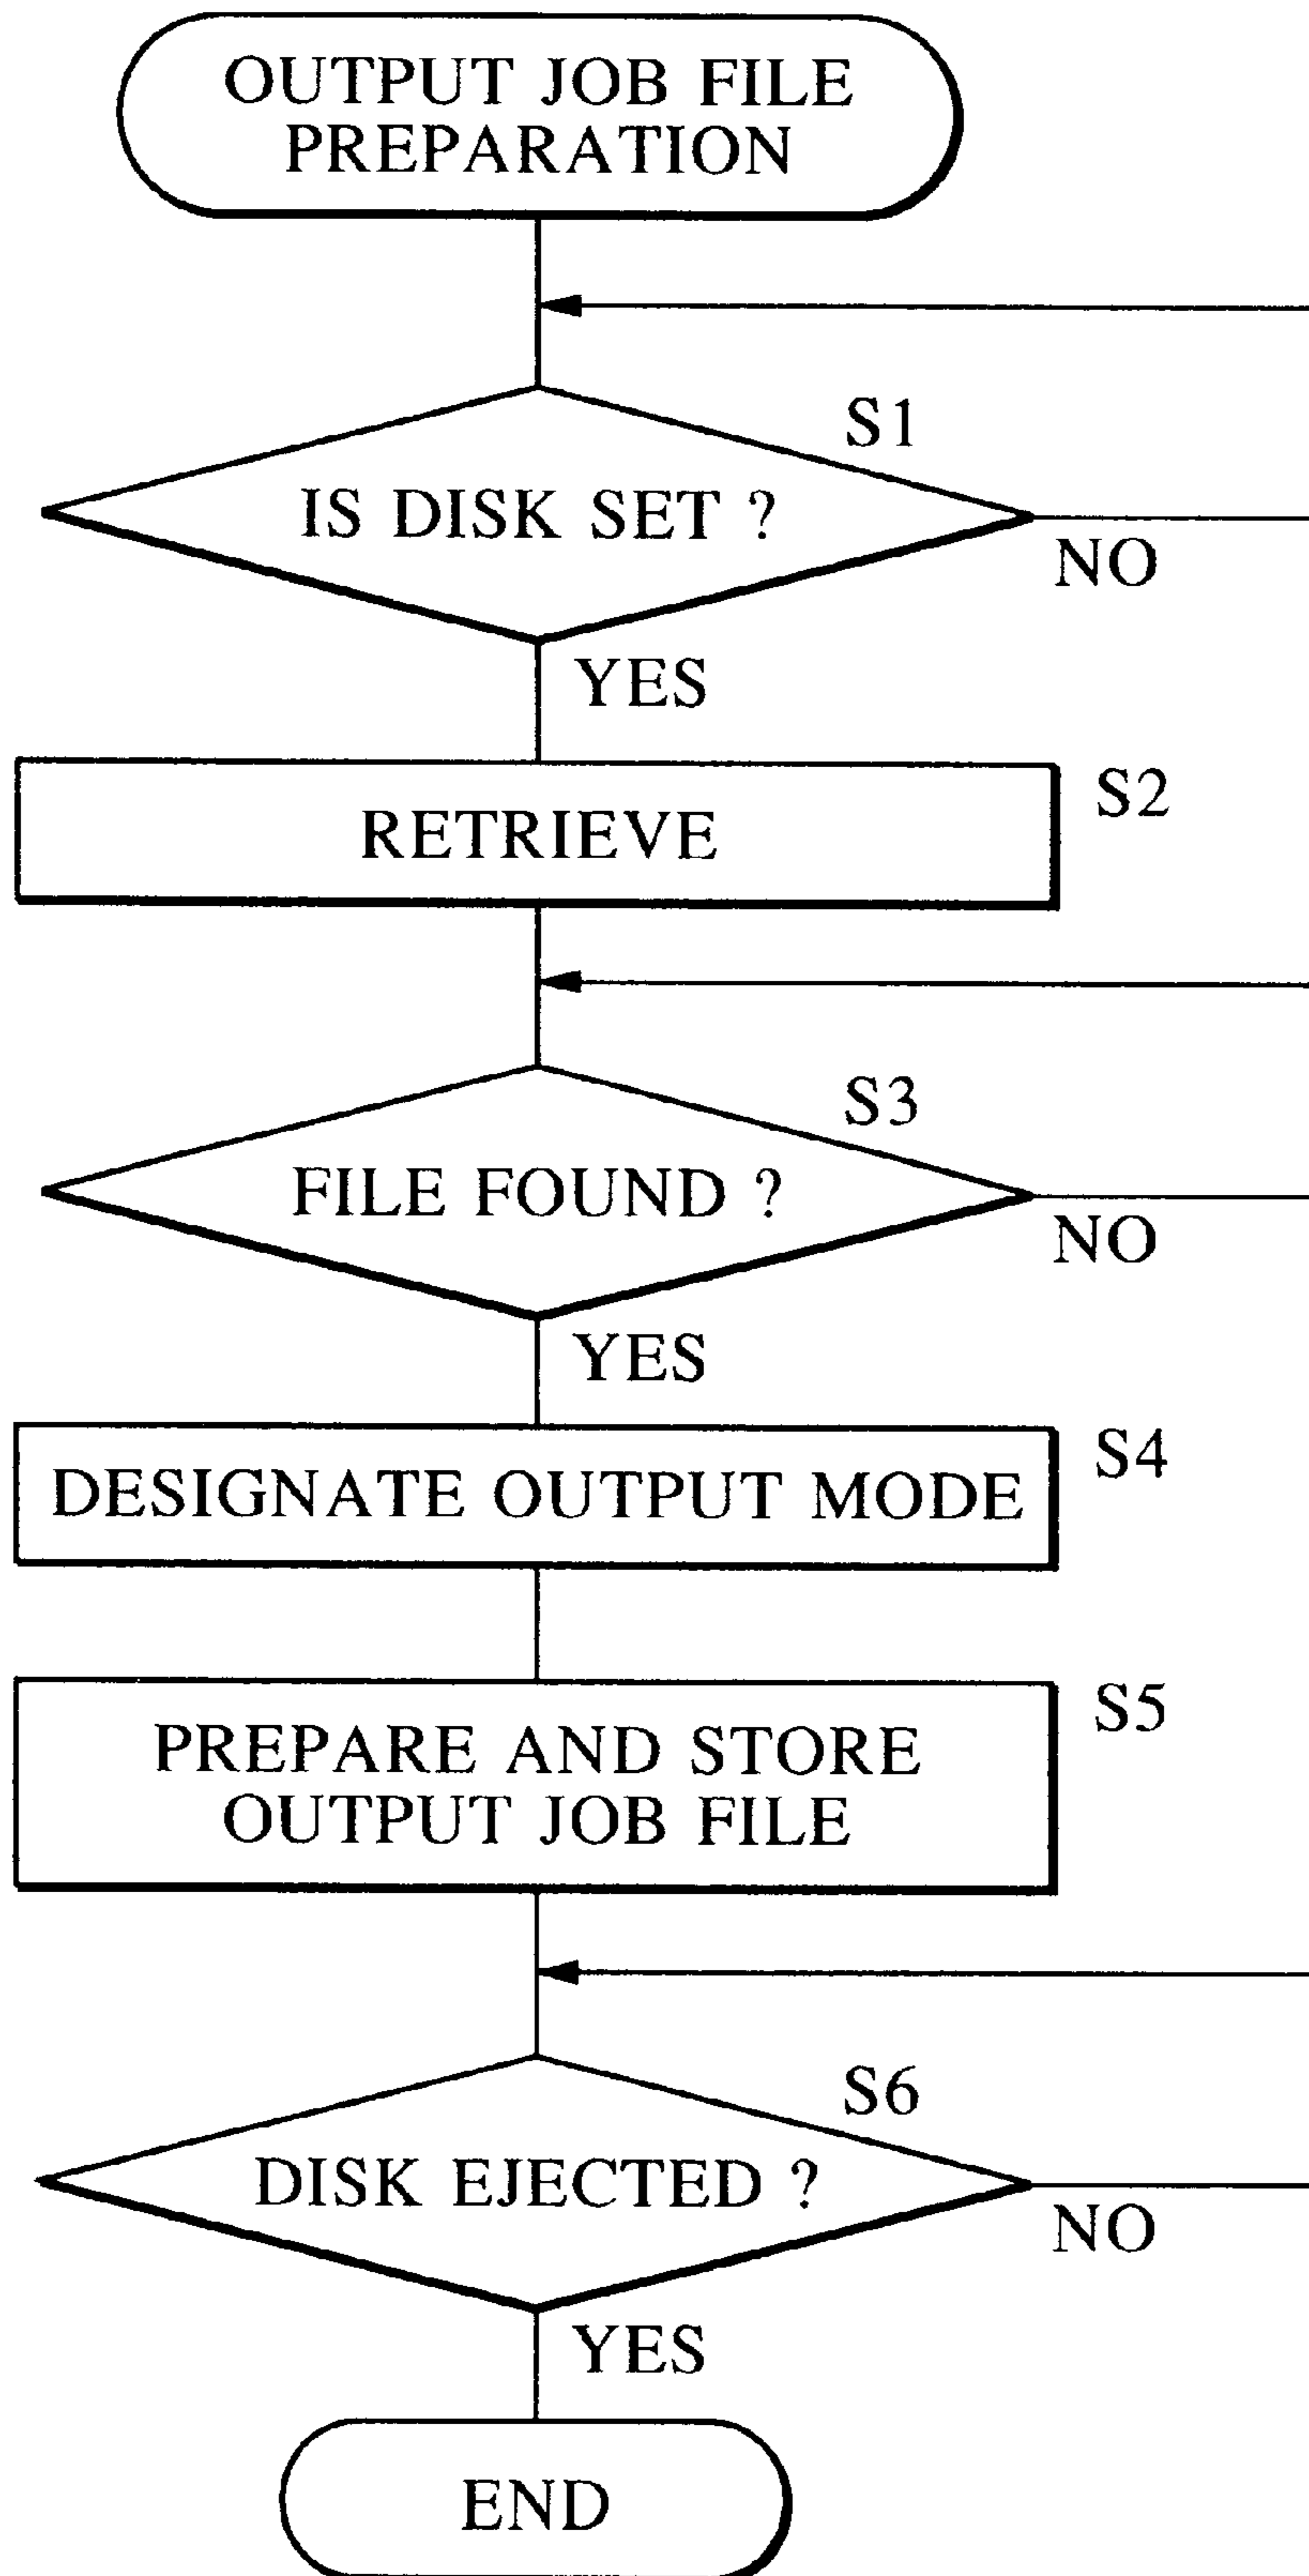 OUTPUT JOB FILE
PREPARATION
S1
IS DISK SET ?
NO
YES
S2
RETRIEVE
S3
FILE FOUND ?
NO
YES
S4
DESIGNATE OUTPUT MODE
S5
PREPARE AND STORE
OUTPUT JOB FILE
S6
DISK EJECTED ?
NO
YES
END